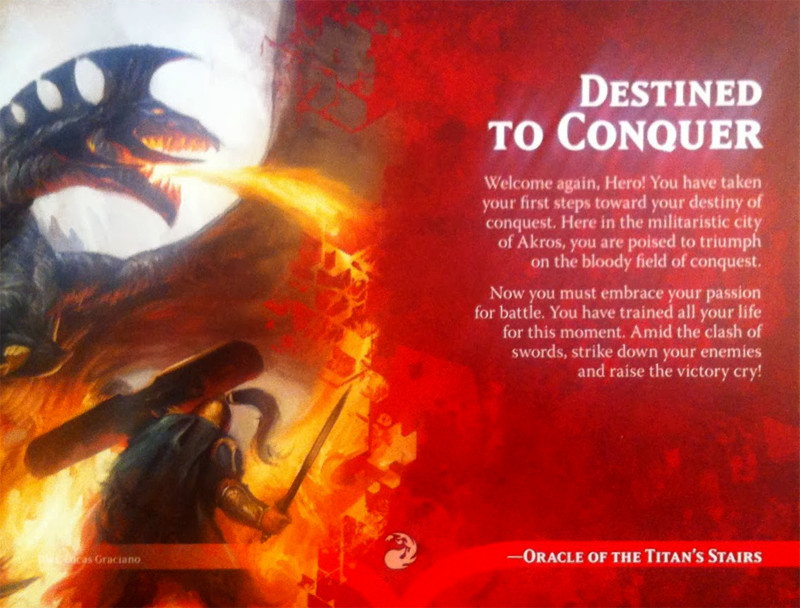 DESTINED
TO CONQUER
Welcome again, Hero! You have taken
your first steps toward your destiny of
conquest. Here in the militaristic city
of Akros, you are poised to triumph
on the bloody field of conquest.
Now you must embrace your passion
for battle. You have trained all your life
for this moment. Amid the clash of
swords, strike down your enemies
and raise the victory cry!
Lucas Graciano
—ORACLE OF THE TITAN'S STAIRS